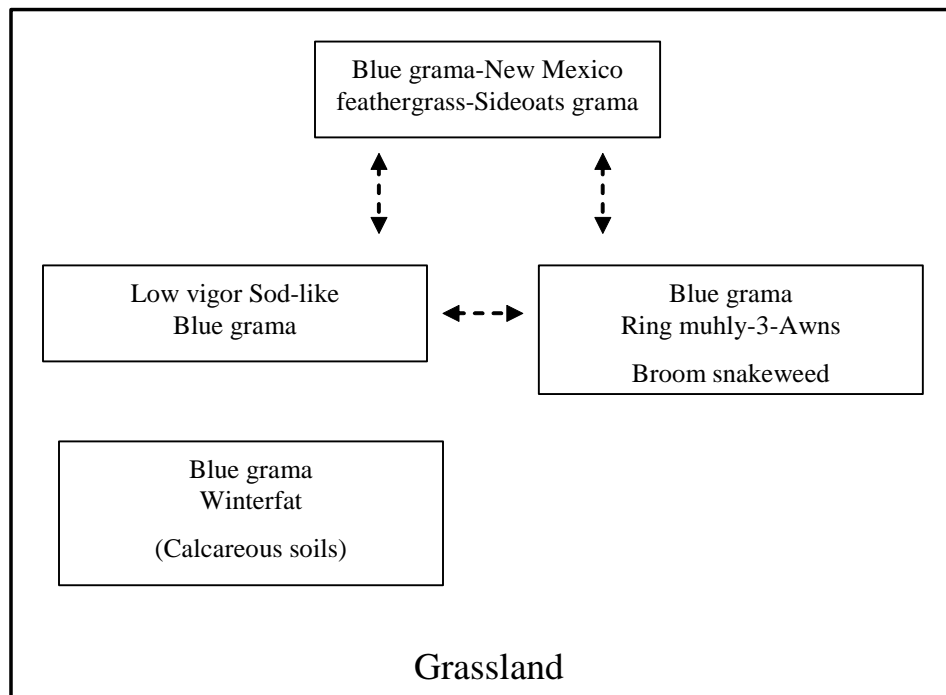 Blue grama-New Mexico
feathergrass-Sideoats grama
Low vigor Sod-like
Blue grama
Blue grama
Ring muhly-3-Awns
Broom snakeweed
Blue grama
Winterfat
(Calcareous soils)
Grassland